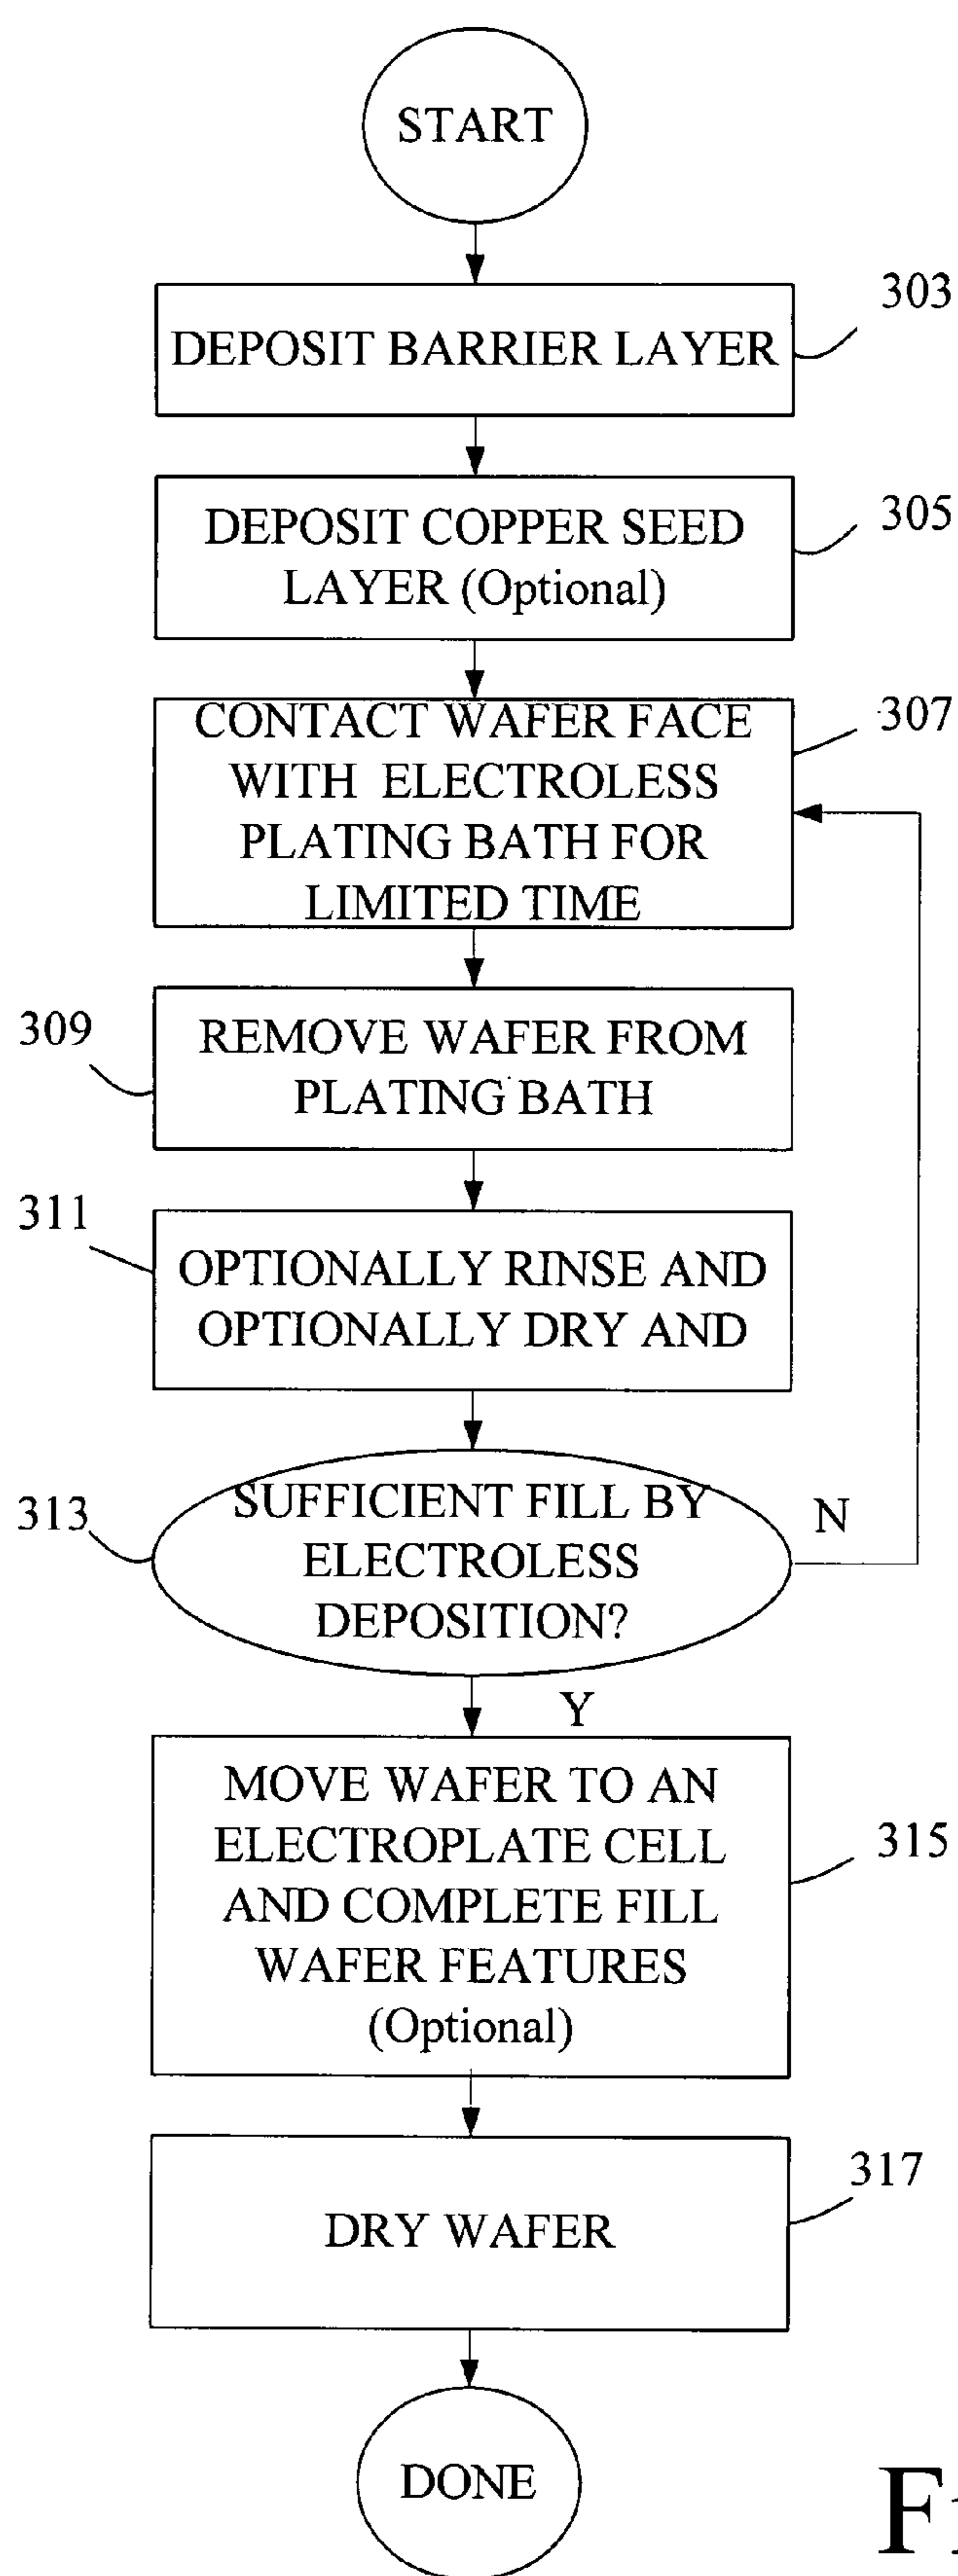 START
DEPOSIT BARRIER LAYER
303
DEPOSIT COPPER SEED
LAYER (Optional)
305
CONTACT WAFER FACE
WITH ELECTROLESS
PLATING BATH FOR
LIMITED TIME
307
309
REMOVE WAFER FROM
PLATING BATH
311
OPTIONALLY RINSE AND
OPTIONALLY DRY AND
313
SUFFICIENT FILL BY
ELECTROLESS
DEPOSITION?
N
Y
MOVE WAFER TO AN
ELECTROPLATE CELL
AND COMPLETE FILL
WAFER FEATURES
(Optional)
315
DRY WAFER
317
DONE